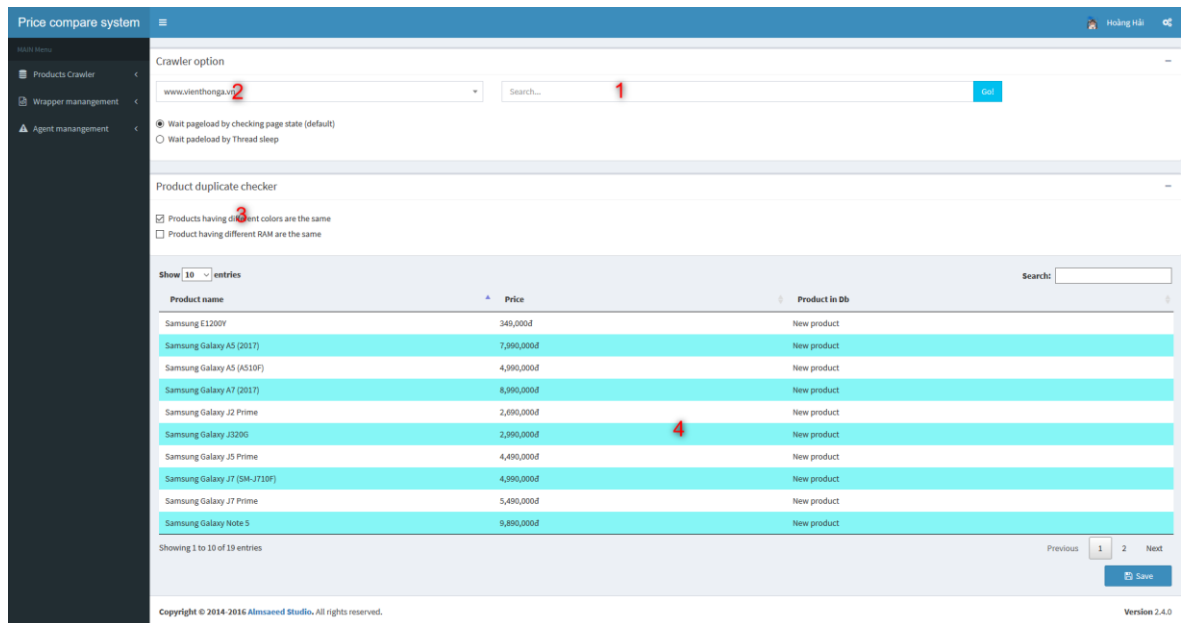 Price compare system
Hoàng Hải
MAIN Menu
Products Crawler
Wrapper manangement
Agent manangement
Crawler option
www.vienthonga.vn
2
Search...
1
Go!
Wait pageload by checking page state (default)
Wait padeload by Thread sleep
Product duplicate checker
3
Products having different colors are the same
Product having different RAM are the same
Show 10 entries Search:
Product name Price Product in Db
Samsung E1200Y 349,000đ New product
Samsung Galaxy A5 (2017) 7,990,000đ New product
Samsung Galaxy A5 (A510F) 4,990,000đ New product
Samsung Galaxy A7 (2017) 8,990,000đ New product
Samsung Galaxy J2 Prime 2,690,000đ New product
4
Samsung Galaxy J320G 2,990,000đ New product
Samsung Galaxy J5 Prime 4,490,000đ New product
Samsung Galaxy J7 (SM-J710F) 4,990,000đ New product
Samsung Galaxy J7 Prime 5,490,000đ New product
Samsung Galaxy Note 5 9,890,000đ New product
Showing 1 to 10 of 19 entries Previous 1 2 Next
Save
Copyright © 2014-2016 Almsaeed Studio. All rights reserved. Version 2.4.0